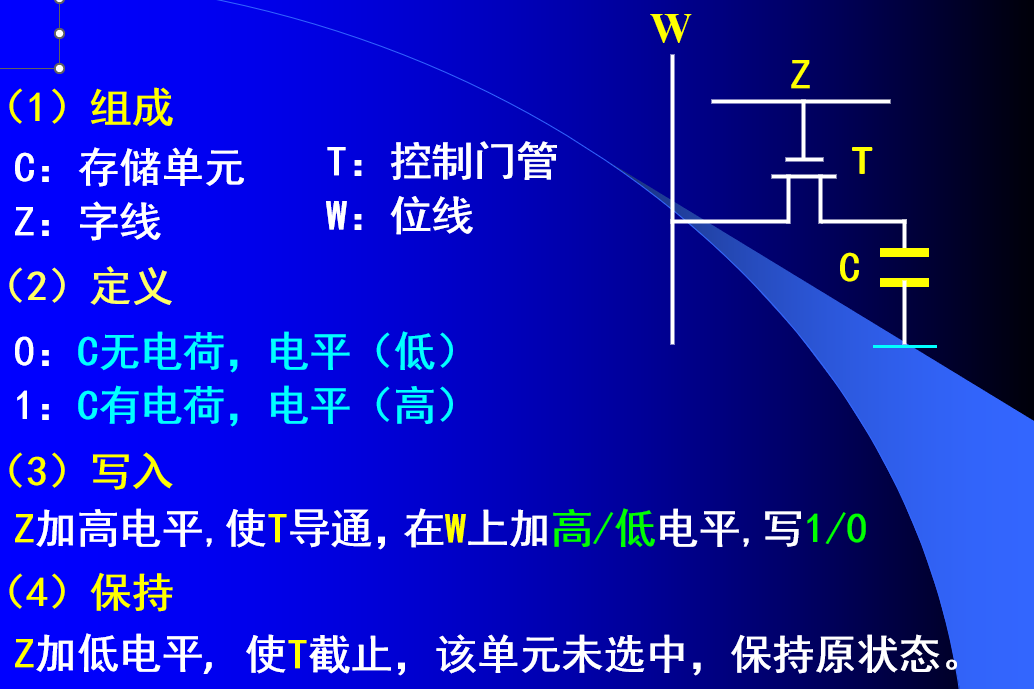 (1) 组成
C: 存储单元 T: 控制门管
Z: 字线 W: 位线
(2) 定义
0: C无电荷，电平（低）
1: C有电荷，电平（高）
(3) 写入
Z加高电平,使T导通，在W上加高/低电平,写1/0
(4) 保持
Z加低电平, 使T截止，该单元未选中，保持原状态。
W
Z
T
C